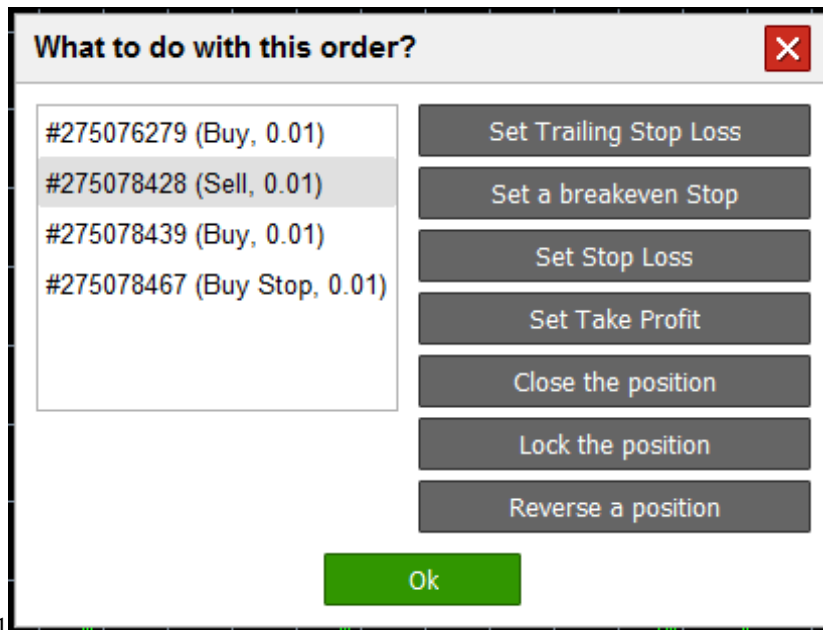 What to do with this order?
#275076279 (Buy, 0.01)
#275078428 (Sell, 0.01)
#275078439 (Buy, 0.01)
#275078467 (Buy Stop, 0.01)
Set Trailing Stop Loss
Set a breakeven Stop
Set Stop Loss
Set Take Profit
Close the position
Lock the position
Reverse a position
Ok
1